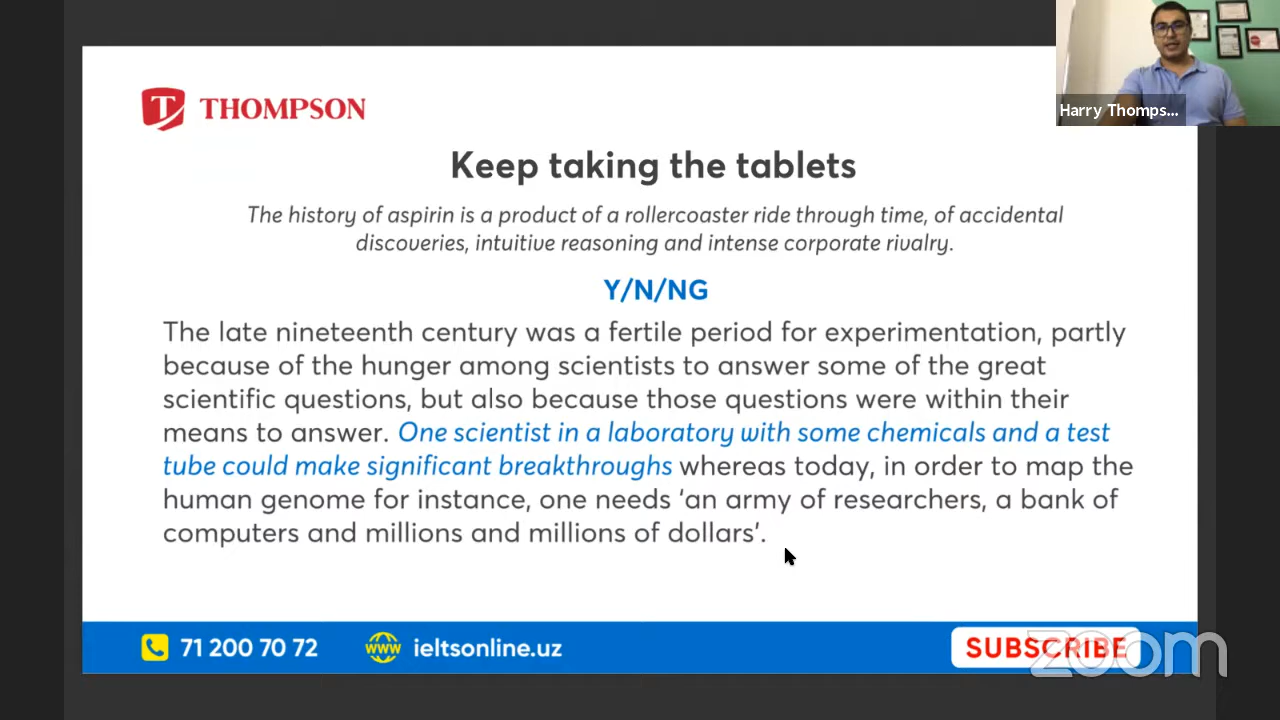 Harry Thomps...
T THOMPSON
Keep taking the tablets
The history of aspirin is a product of a rollercoaster ride through time, of accidental
discoveries, intuitive reasoning and intense corporate rivalry.
Y/N/NG
The late nineteenth century was a fertile period for experimentation, partly
because of the hunger among scientists to answer some of the great
scientific questions, but also because those questions were within their
means to answer. One scientist in a laboratory with some chemicals and a test
tube could make significant breakthroughs whereas today, in order to map the
human genome for instance, one needs ‘an army of researchers, a bank of
computers and millions and millions of dollars’.
71 200 70 72
www ieltsonline.uz
SUBSCRIBE
zoom